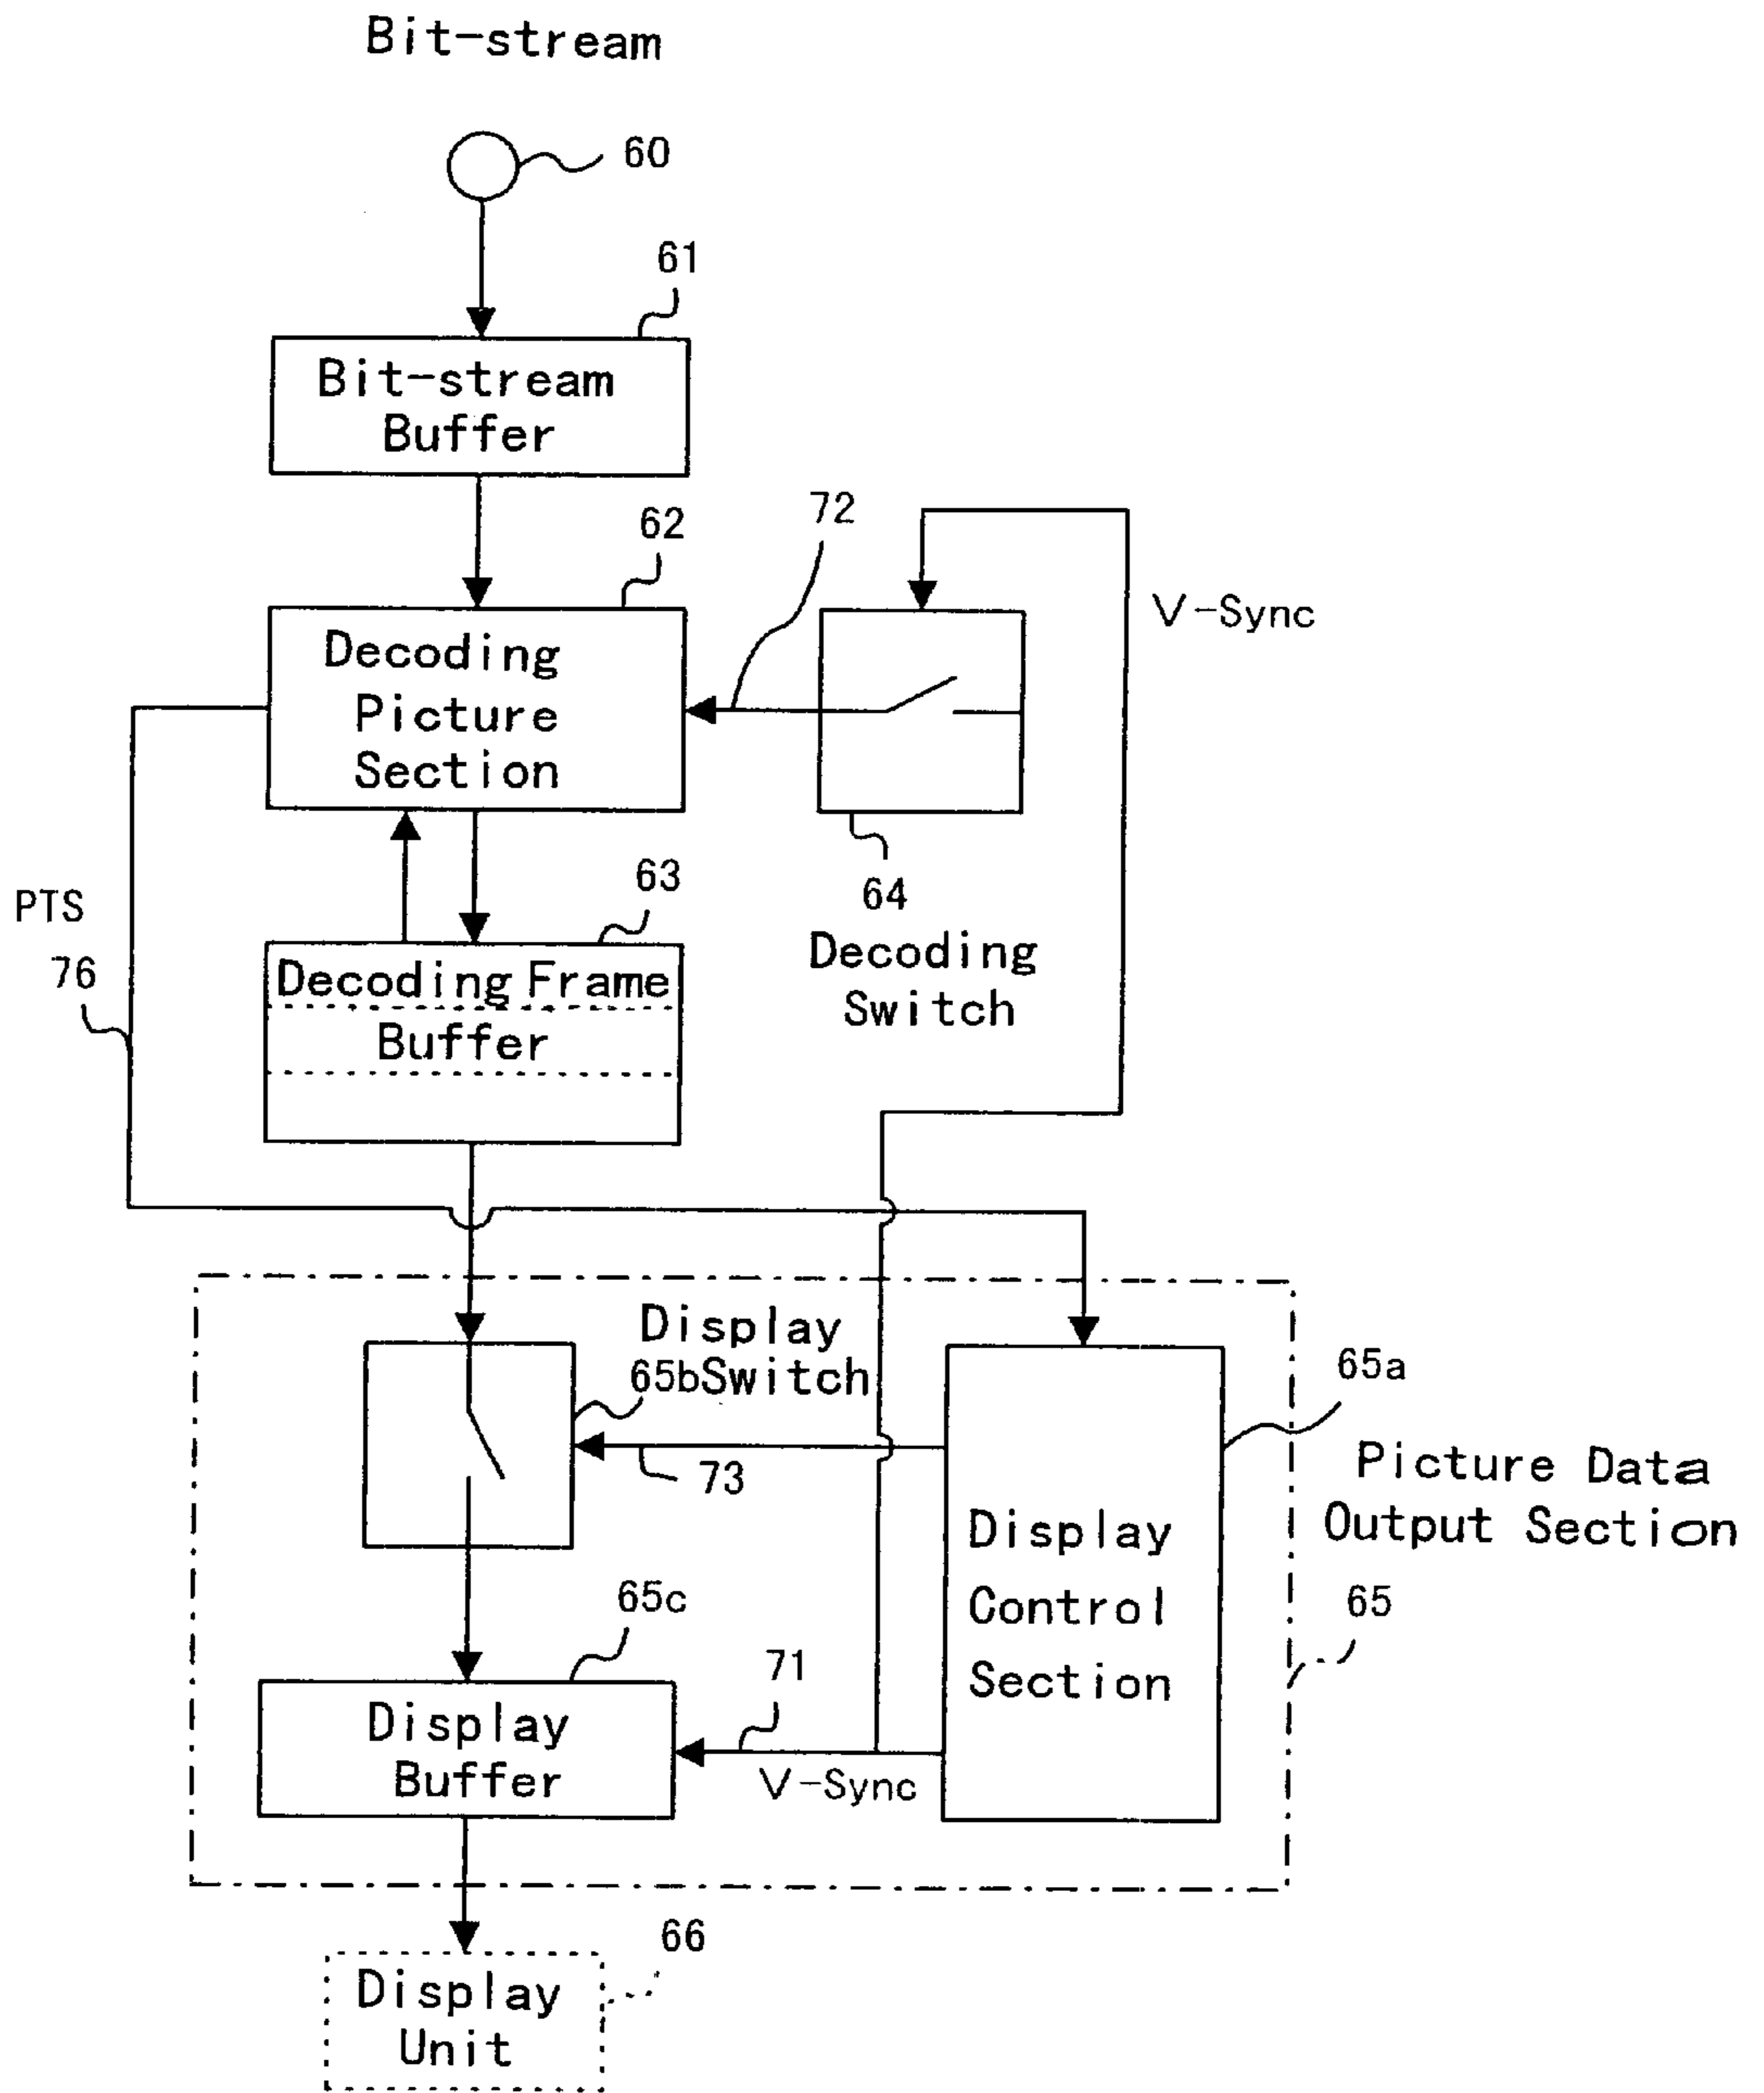 Bit-stream
60
61
Bit-stream
Buffer
62
72
V-Sync
Decoding
Picture
Section
64
Decoding
Switch
63
PTS
76
Decoding Frame
Buffer
Display
65bSwitch
65a
73
Picture Data
Output Section
65
Display
Control
Section
65c
71
Display
Buffer
V-Sync
66
Display
Unit